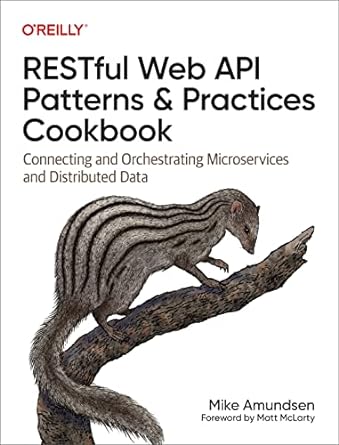 O'REILLY®
RESTful Web API
Patterns & Practices
Cookbook
Connecting and Orchestrating Microservices
and Distributed Data
Mike Amundsen
Foreword by Matt McLarty